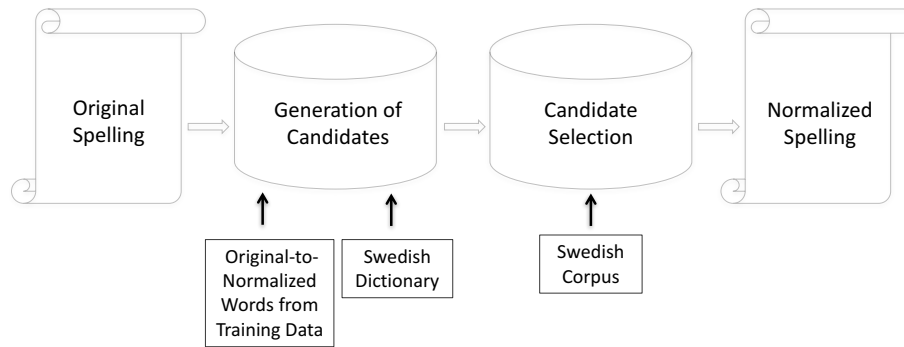 Original
Spelling
Generation of
Candidates
Candidate
Selection
Normalized
Spelling
Original-to-
Normalized
Words from
Training Data
Swedish
Dictionary
Swedish
Corpus